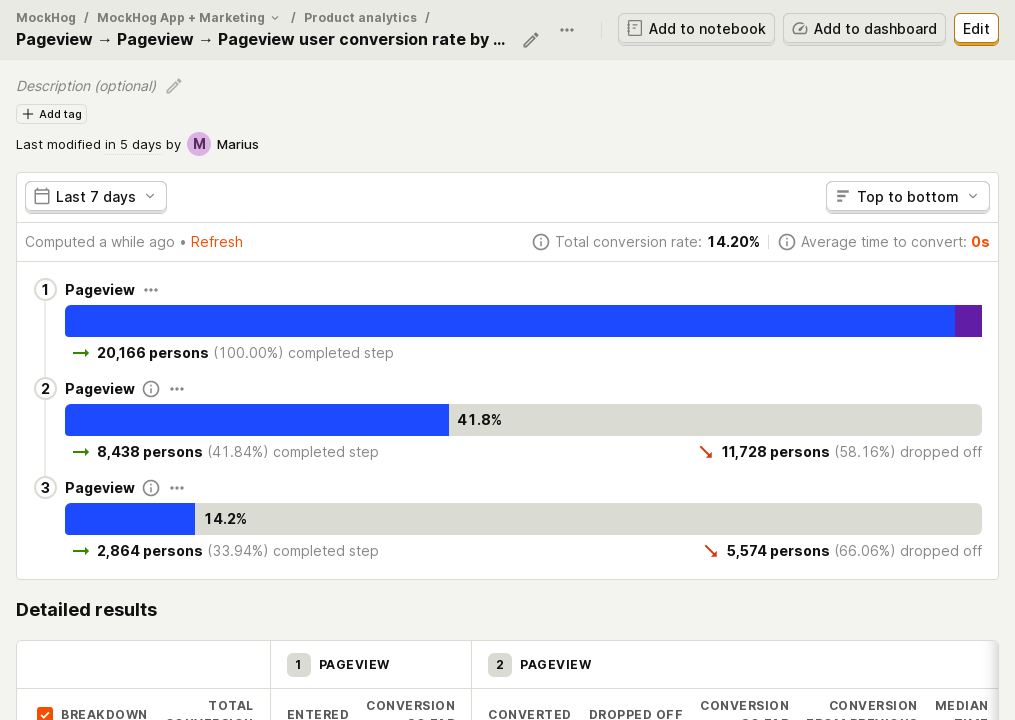 MockHog / MockHog App + Marketing / Product analytics /
Pageview → Pageview → Pageview user conversion rate by ...
Add to notebook
Add to dashboard
Edit
Description (optional)
Add tag
Last modified in 5 days by M Marius
Last 7 days
Top to bottom
Computed a while ago • Refresh
Total conversion rate: 14.20%
Average time to convert: 0s
1 Pageview
20,166 persons (100.00%) completed step
2 Pageview
41.8%
8,438 persons (41.84%) completed step
11,728 persons (58.16%) dropped off
3 Pageview
14.2%
2,864 persons (33.94%) completed step
5,574 persons (66.06%) dropped off
Detailed results
1 PAGEVIEW
2 PAGEVIEW
BREAKDOWN
TOTAL
CONVERSION
ENTERED
CONVERSION
SO FAR
CONVERTED
DROPPED OFF
CONVERSION
SO FAR
CONVERSION
FROM PREVIOUS
MEDIAN
TIME